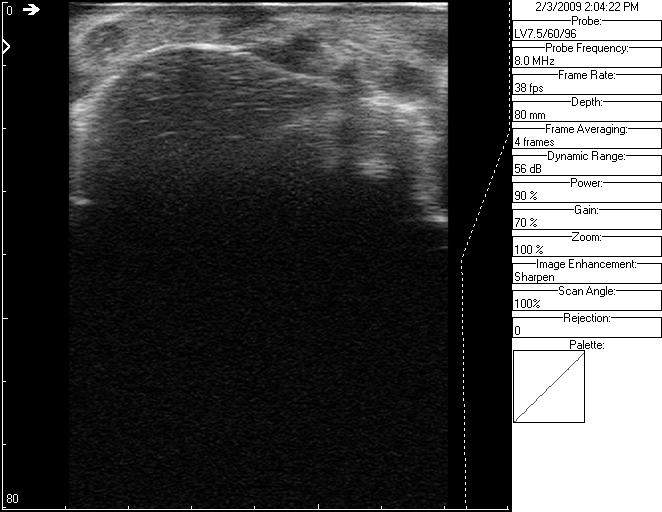 0
80
2/3/2009 2:04:22 PM
Probe:
LV7.5/60/96
Probe Frequency:
8.0 MHz
Frame Rate:
38 fps
Depth:
80 mm
Frame Averaging:
4 frames
Dynamic Range:
56 dB
Power:
90 %
Gain:
70 %
Zoom:
100 %
Image Enhancement:
Sharpen
Scan Angle:
100%
Rejection:
0
Palette: